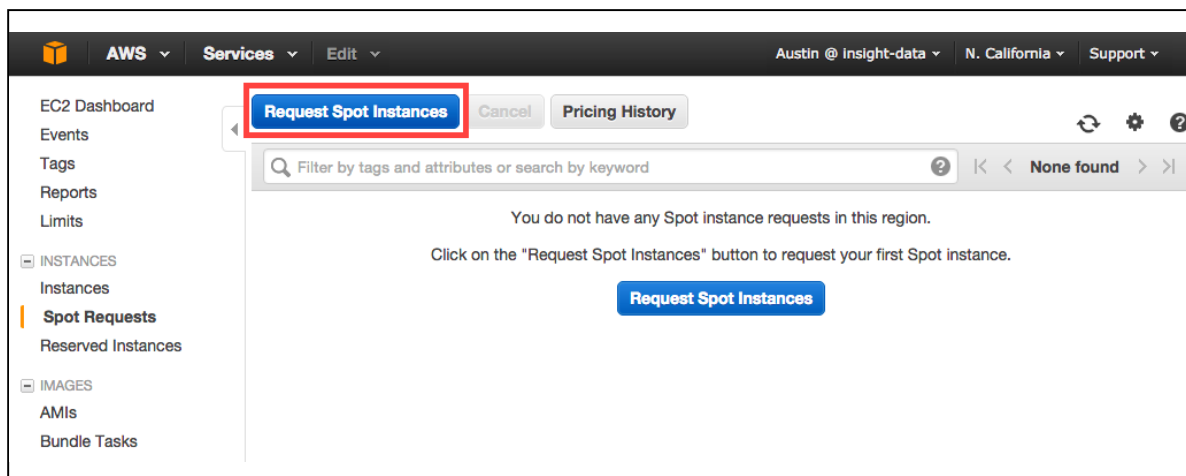 AWS Services Edit Austin @ insight-data N. California Support
EC2 Dashboard
Events
Tags
Reports
Limits
INSTANCES
Instances
Spot Requests
Reserved Instances
IMAGES
AMIs
Bundle Tasks
Request Spot Instances Cancel Pricing History
Filter by tags and attributes or search by keyword None found
You do not have any Spot instance requests in this region.
Click on the "Request Spot Instances" button to request your first Spot instance.
Request Spot Instances